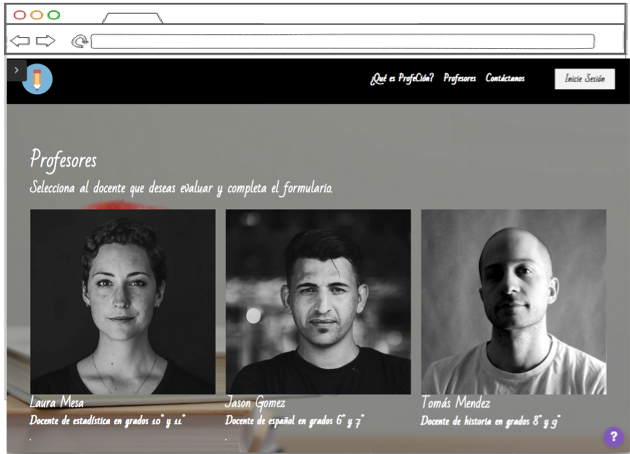 ¿Qué es ProfeCión? Profesores Contáctanos Inicie Sesión
Profesores
Selecciona al docente que deseas evaluar y completa el formulario.
Laura Mesa
Docente de estadística en grados 10° y 11°
Jason Gomez
Docente de español en grados 6° y 7°
Tomás Mendez
Docente de historia en grados 8° y 9°
?